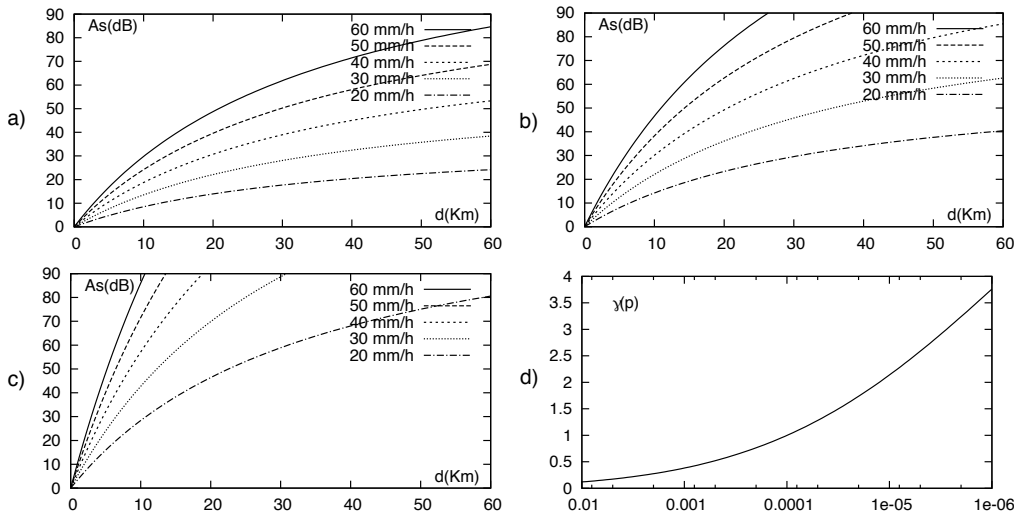 a)
As(dB)
60 mm/h
50 mm/h
40 mm/h
30 mm/h
20 mm/h
90
80
70
60
50
40
30
20
10
0
d(Km)
0 10 20 30 40 50 60
b)
As(dB)
60 mm/h
50 mm/h
40 mm/h
30 mm/h
20 mm/h
90
80
70
60
50
40
30
20
10
0
d(Km)
0 10 20 30 40 50 60
c)
As(dB)
60 mm/h
50 mm/h
40 mm/h
30 mm/h
20 mm/h
90
80
70
60
50
40
30
20
10
0
d(Km)
0 10 20 30 40 50 60
d)
γ(p)
4
3.5
3
2.5
2
1.5
1
0.5
0
0.01 0.001 0.0001 1e-05 1e-06